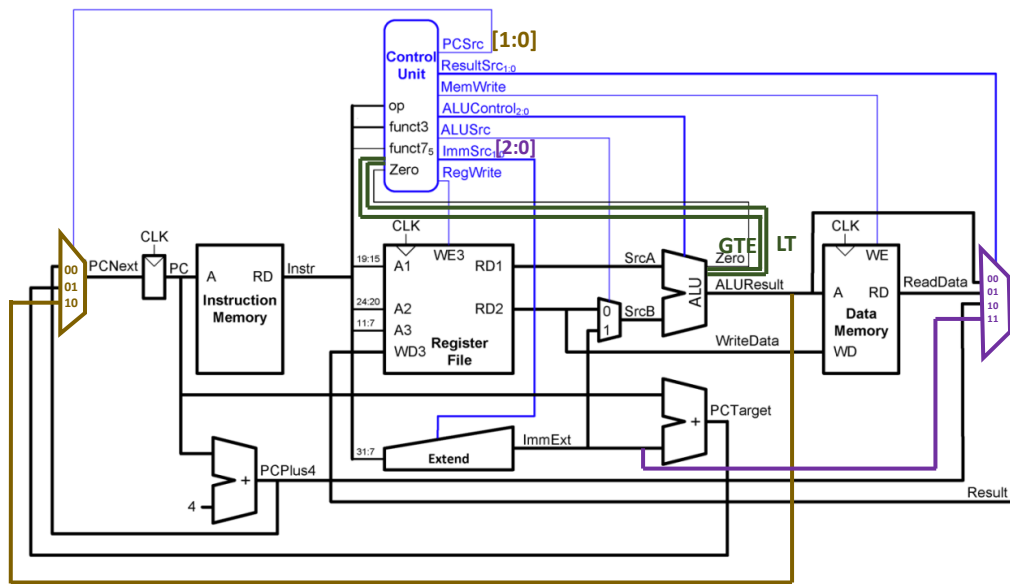 PCSrc [1:0]
Control
Unit
ResultSrc1:0
MemWrite
op
ALUControl2:0
funct3
ALUSrc
funct75
ImmSrc1:0 [2:0]
Zero
RegWrite
CLK
CLK
CLK
GTE LT
00
01
10
PCNext
PC
A RD
Instruction
Memory
Instr
19:15
A1
WE3
RD1
24:20
A2
RD2
11:7
A3
WD3
Register
File
SrcA
0
1
SrcB
ALU
Zero
ALUResult
WE
A RD
Data
Memory
WD
ReadData
00
01
10
11
WriteData
+
PCTarget
31:7
Extend
ImmExt
4
+
PCPlus4
Result